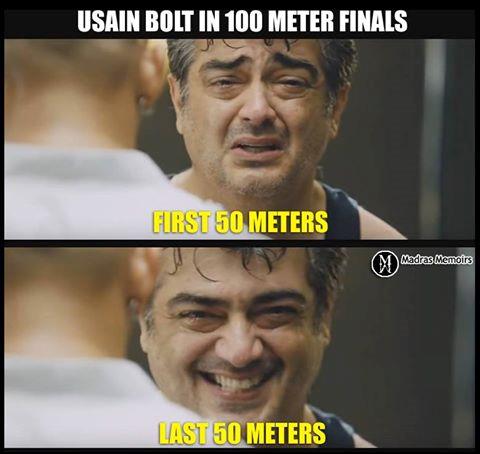 USAIN BOLT IN 100 METER FINALS
FIRST 50 METERS
Madras Memoirs
LAST 50 METERS